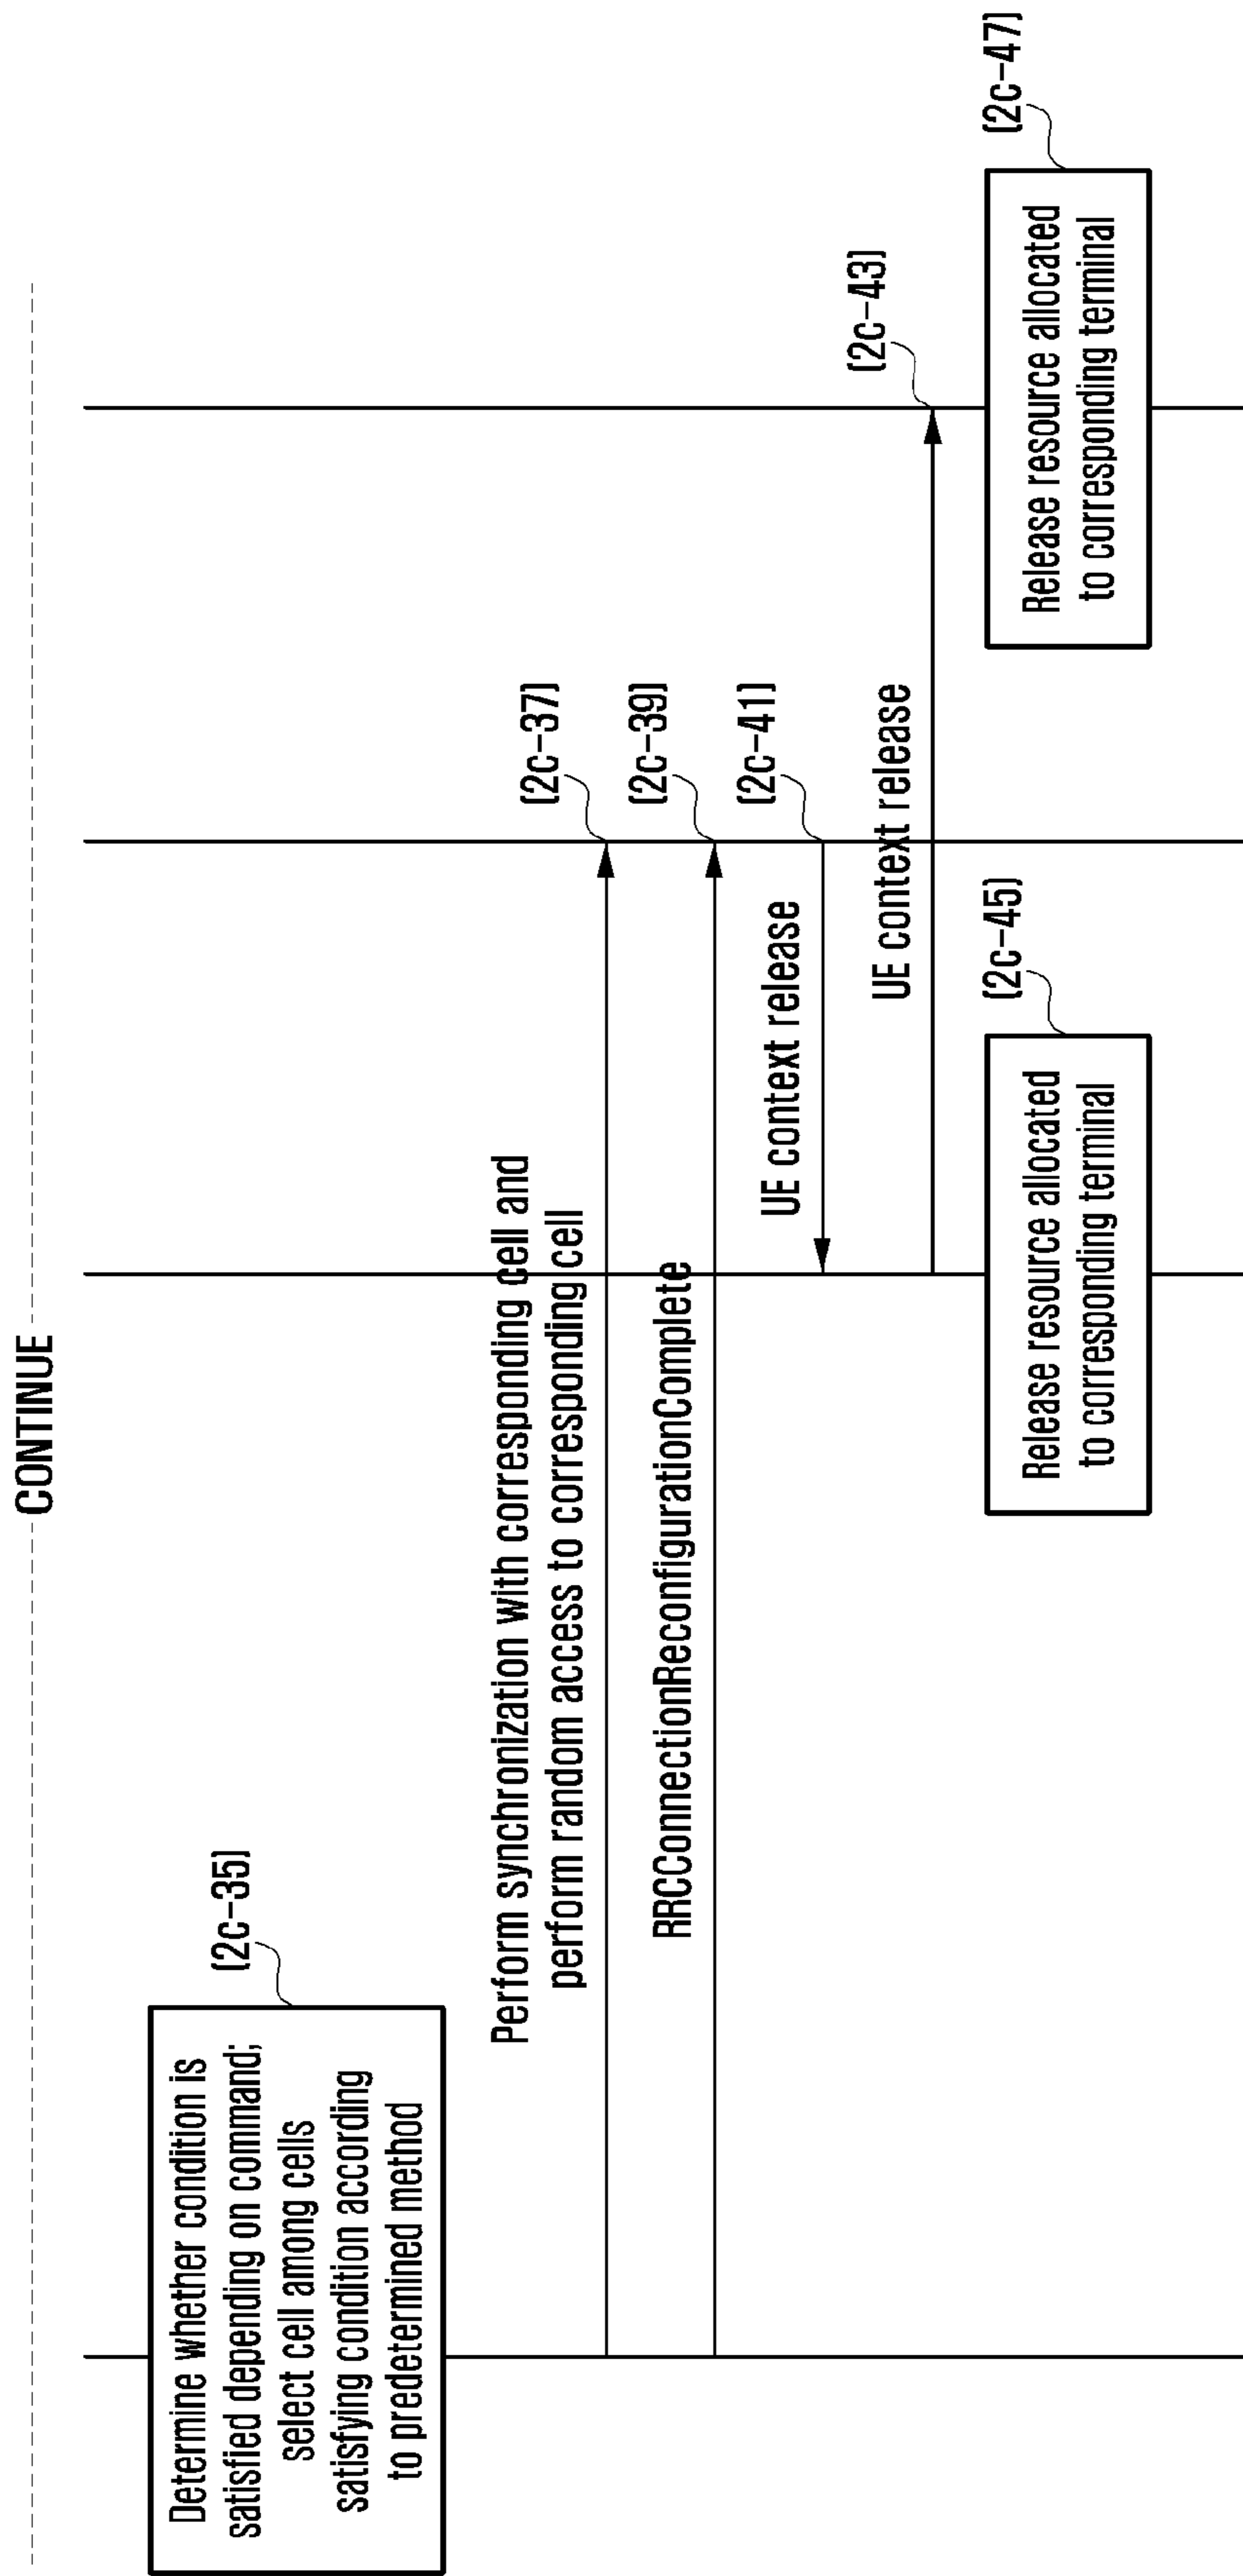 CONTINUE
Determine whether condition is
satisfied depending on command;
select cell among cells
satisfying condition according
to predetermined method
(2c-35)
Perform synchronization with corresponding cell and
perform random access to corresponding cell
(2c-37)
RRCConnectionReconfigurationComplete
(2c-39)
UE context release
(2c-41)
UE context release
(2c-43)
Release resource allocated
to corresponding terminal
(2c-45)
Release resource allocated
to corresponding terminal
(2c-47)